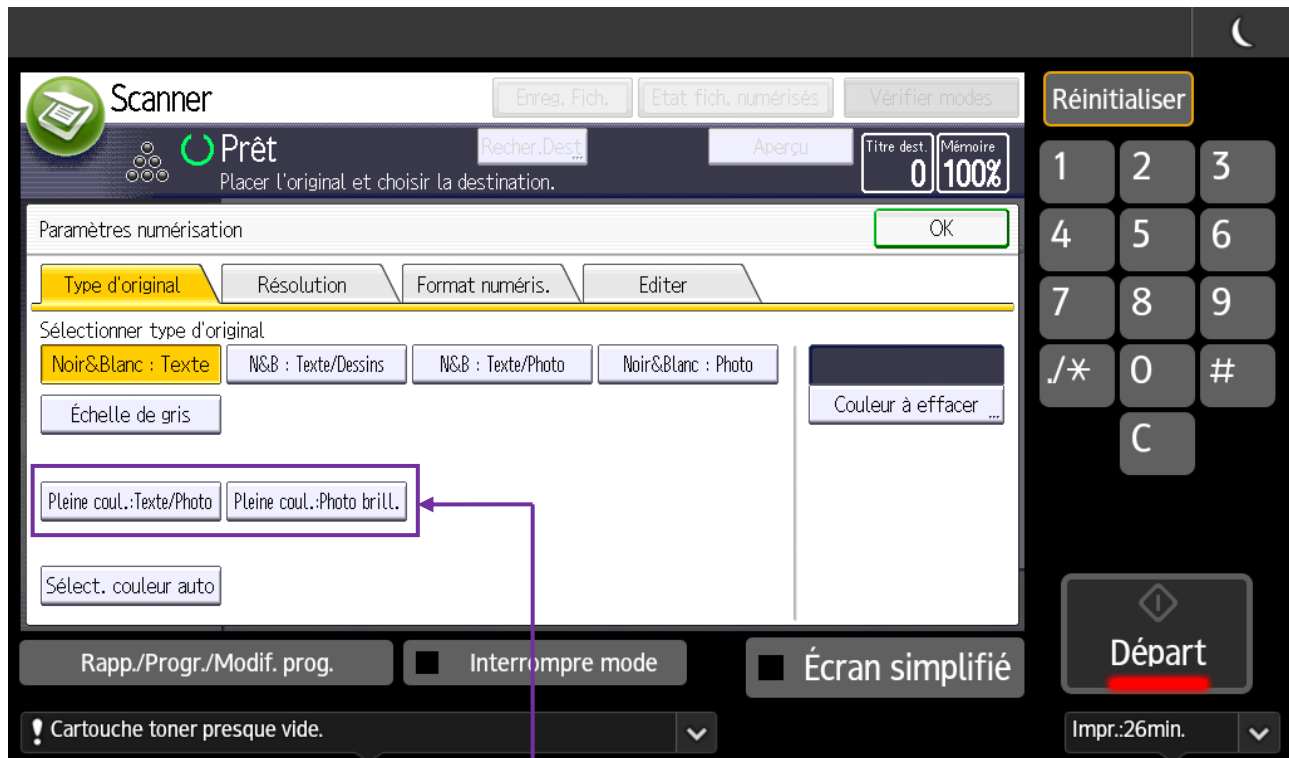 Scanner
Enreg. Fich.
Etat fich. numérisés
Vérifier modes
Réinitialiser
Prêt
Recher.Dest
Aperçu
Titre dest.
0
Mémoire
100%
Placer l'original et choisir la destination.
1 2 3
Paramètres numérisation
OK
4 5 6
Type d'original
Résolution
Format numéris.
Editer
7 8 9
Sélectionner type d'original
Noir&Blanc : Texte
N&B : Texte/Dessins
N&B : Texte/Photo
Noir&Blanc : Photo
./* 0 #
Échelle de gris
Couleur à effacer ...
C
Pleine coul.:Texte/Photo
Pleine coul.:Photo brill.
Sélect. couleur auto
Départ
Rapp./Progr./Modif. prog.
Interrompre mode
Écran simplifié
Cartouche toner presque vide.
Impr.:26min.